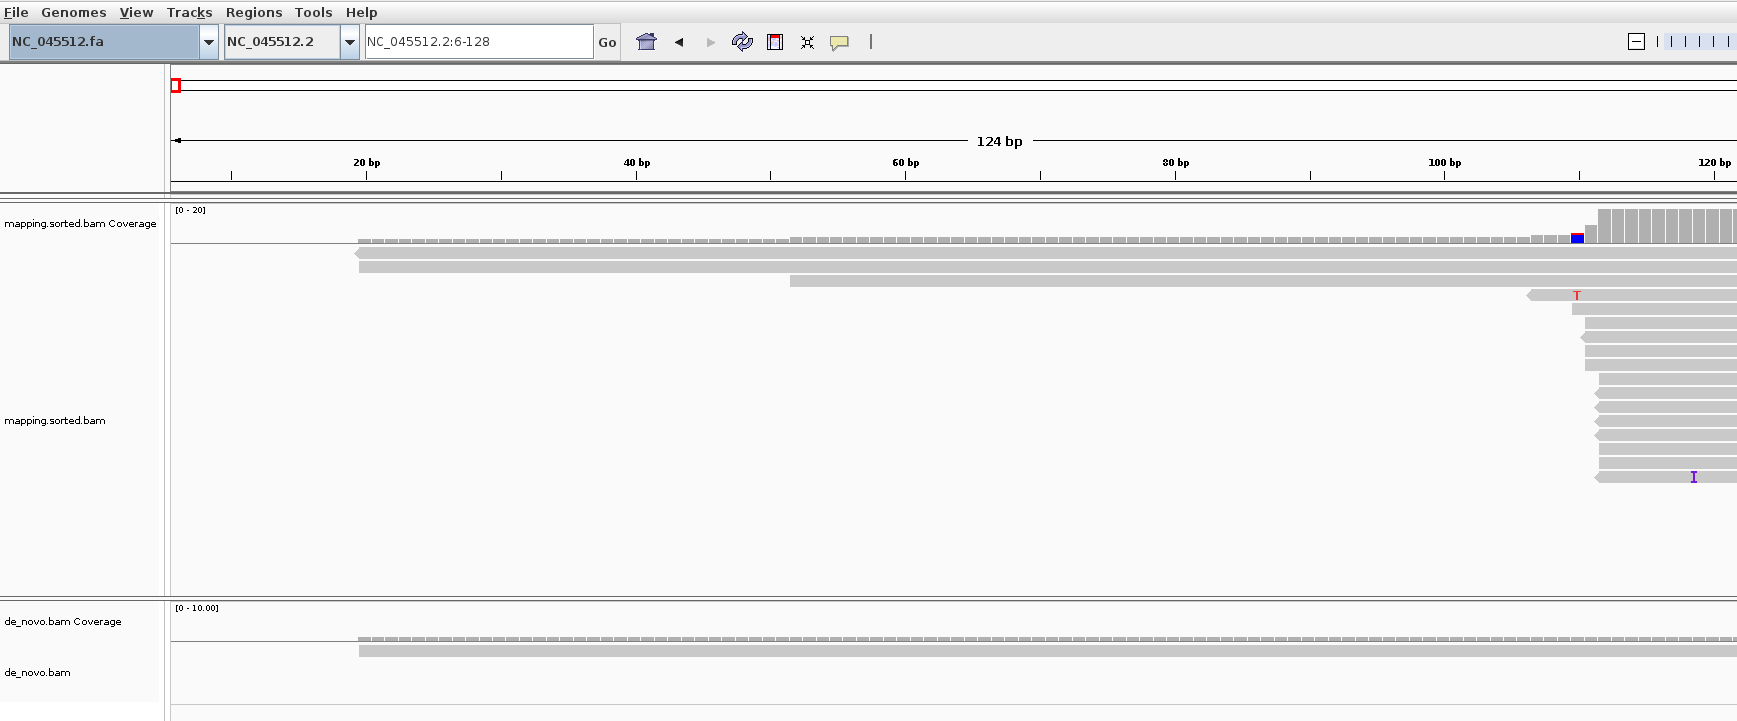 File Genomes View Tracks Regions Tools Help
NC_045512.fa NC_045512.2 NC_045512.2:6-128 Go
124 bp
20 bp 40 bp 60 bp 80 bp 100 bp 120 bp
[0 - 20]
mapping.sorted.bam Coverage
T
mapping.sorted.bam
I
[0 - 10.00]
de_novo.bam Coverage
de_novo.bam